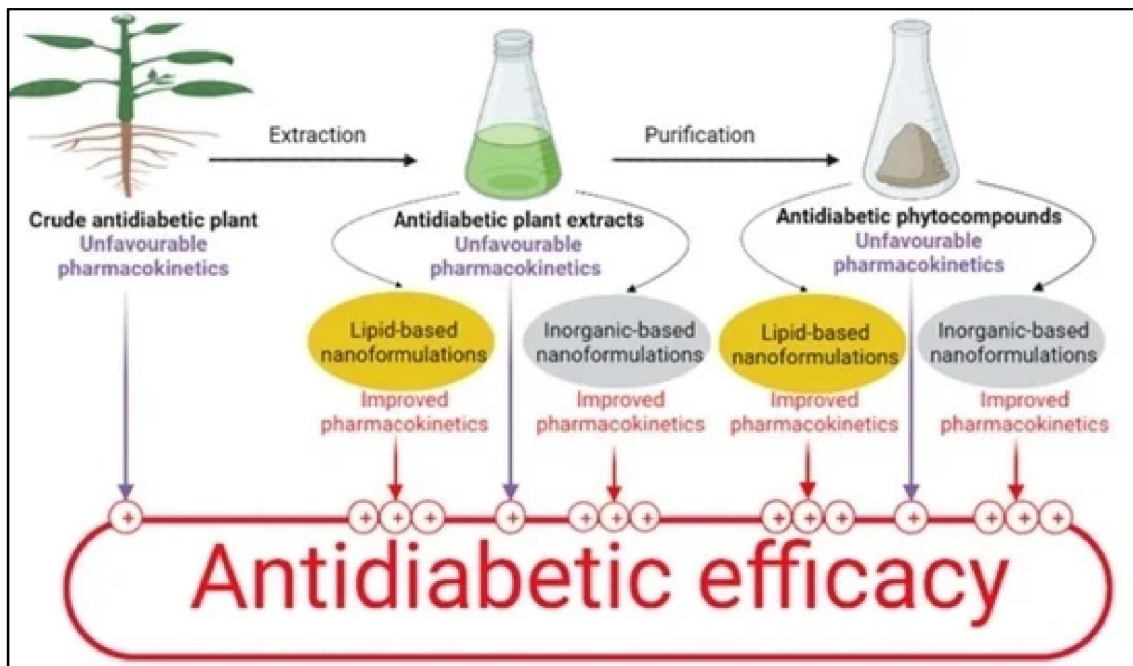 Extraction
Purification
Crude antidiabetic plant
Unfavourable
pharmacokinetics
Antidiabetic plant extracts
Unfavourable
pharmacokinetics
Antidiabetic phytocompounds
Unfavourable
pharmacokinetics
Lipid-based
nanoformulations
Improved
pharmacokinetics
Inorganic-based
nanoformulations
Improved
pharmacokinetics
Lipid-based
nanoformulations
Improved
pharmacokinetics
Inorganic-based
nanoformulations
Improved
pharmacokinetics
+ +++ + +++ +++ + +++
Antidiabetic efficacy